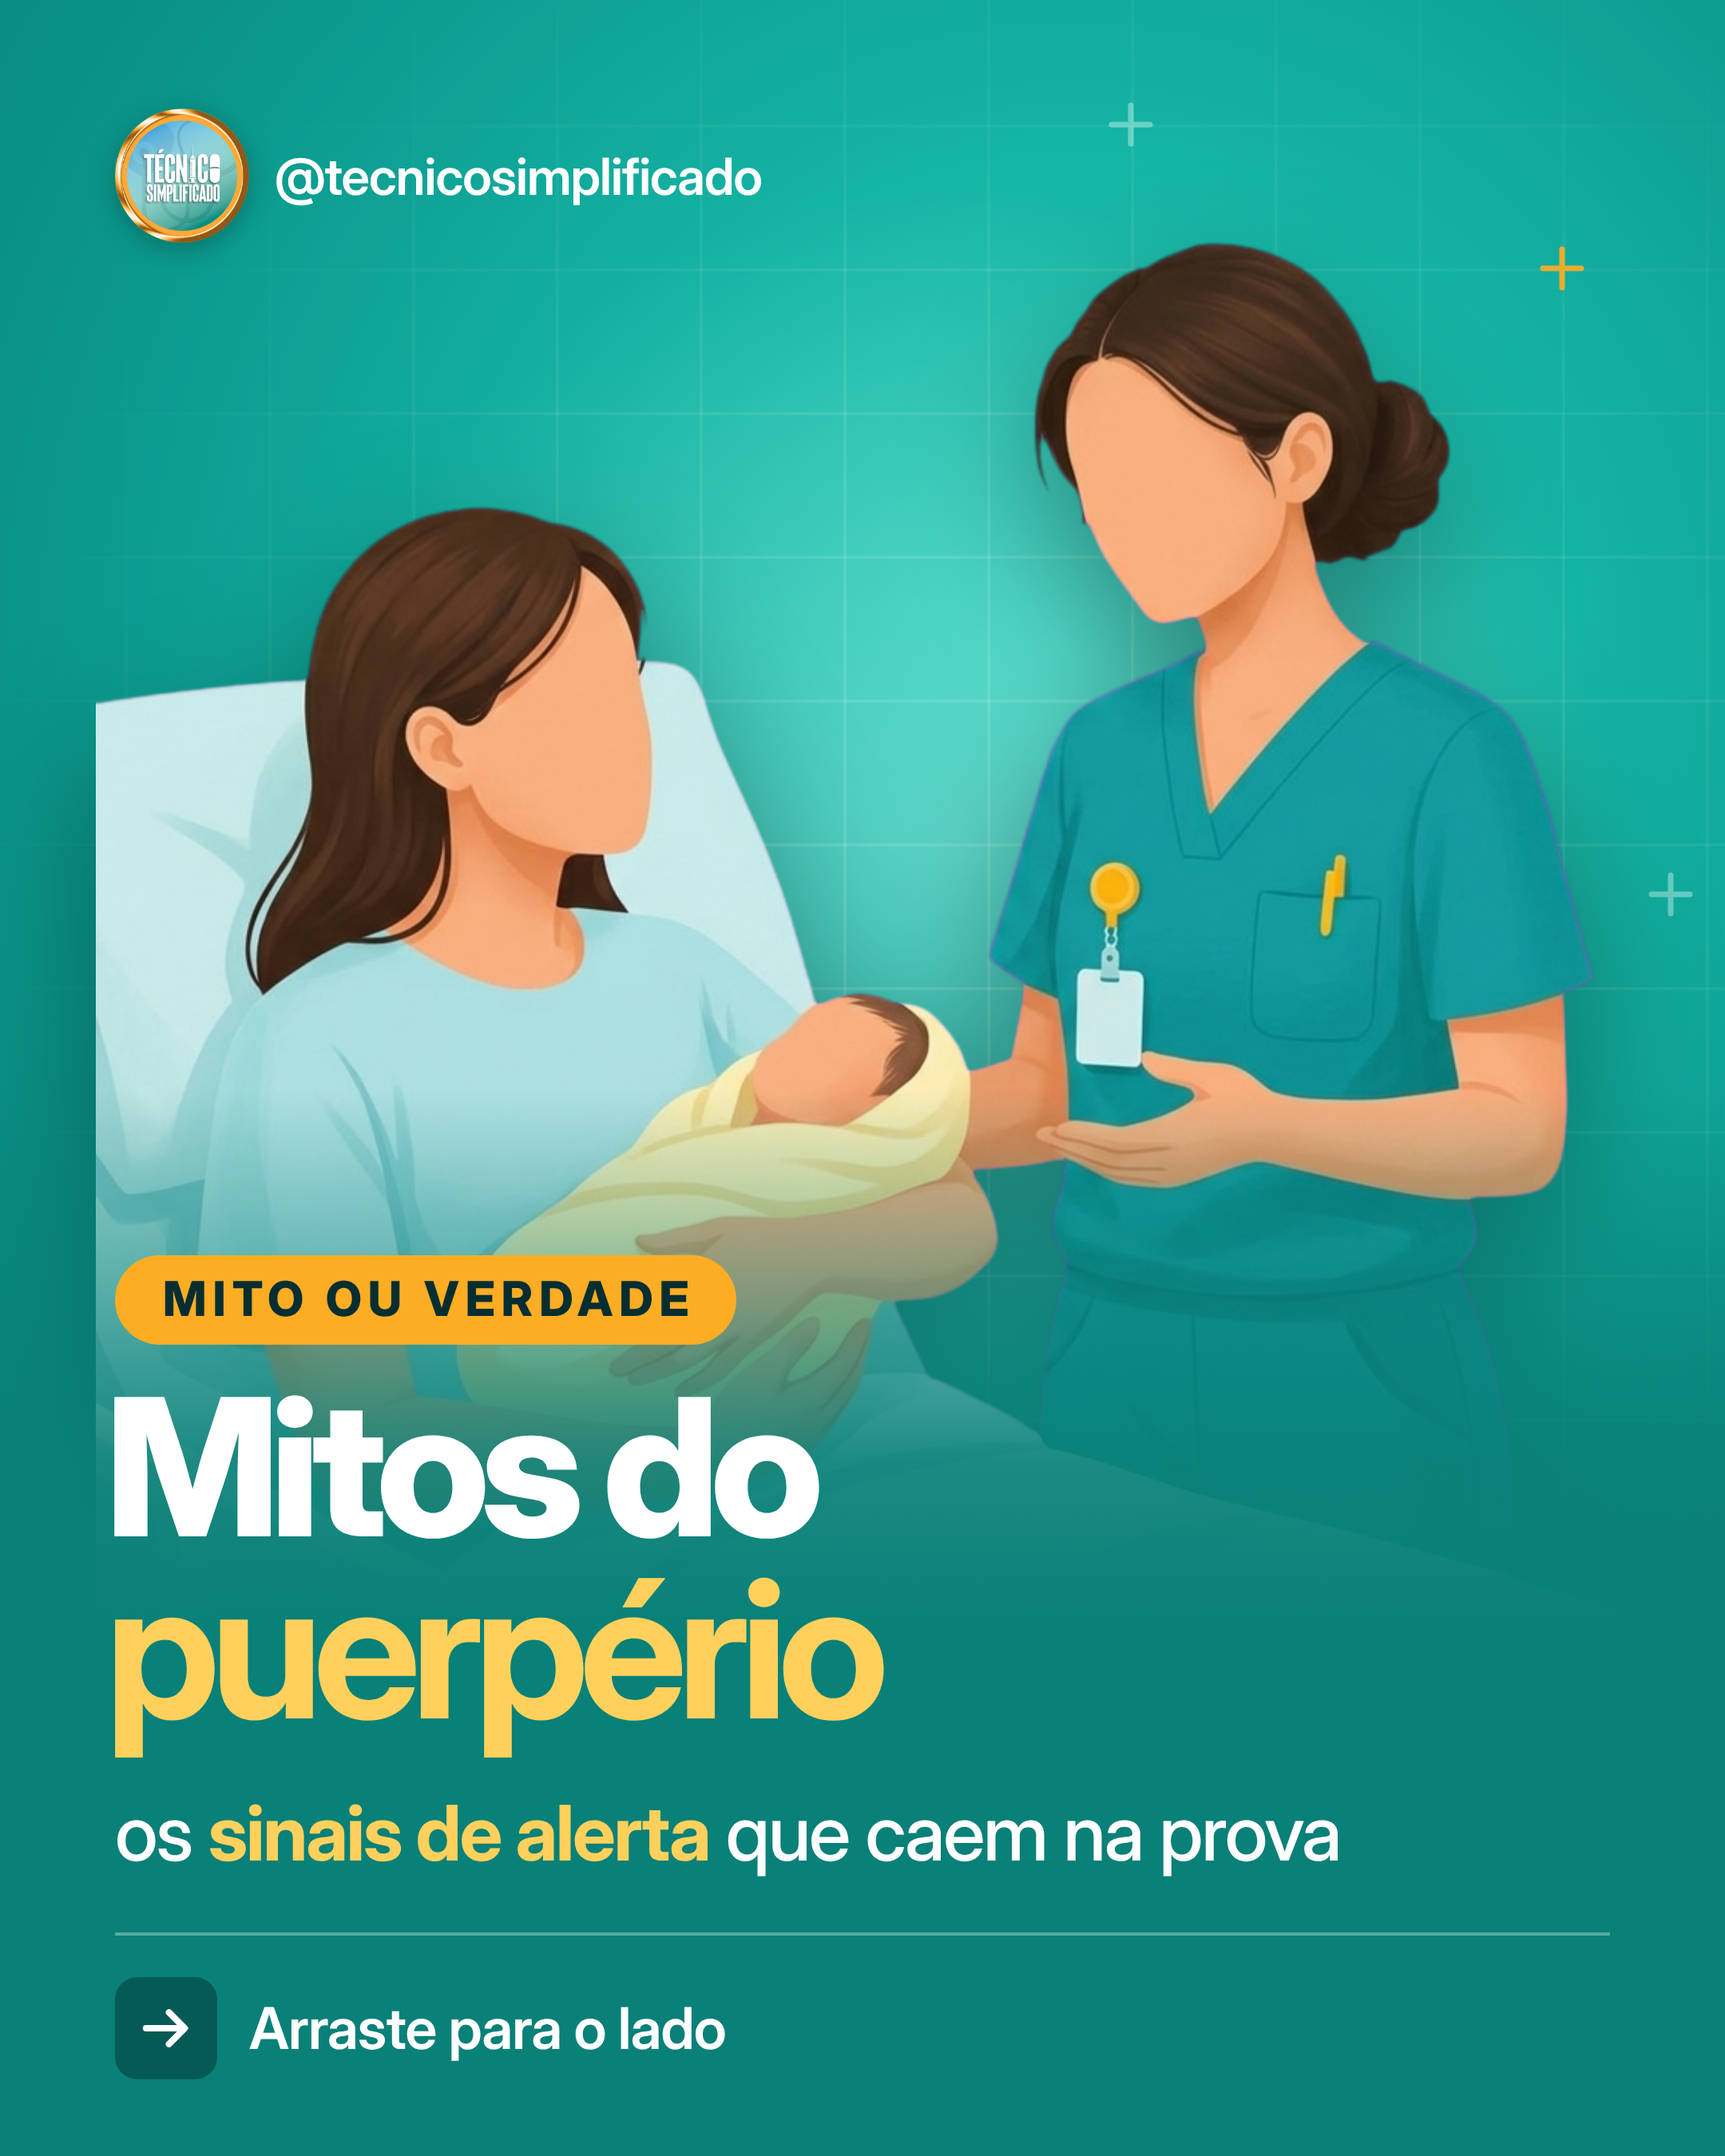 TÉCNICO
SIMPLIFICADO
@tecnicosimplificado
MITO OU VERDADE
Mitos do
puerpério
os sinais de alerta que caem na prova
Arraste para o lado